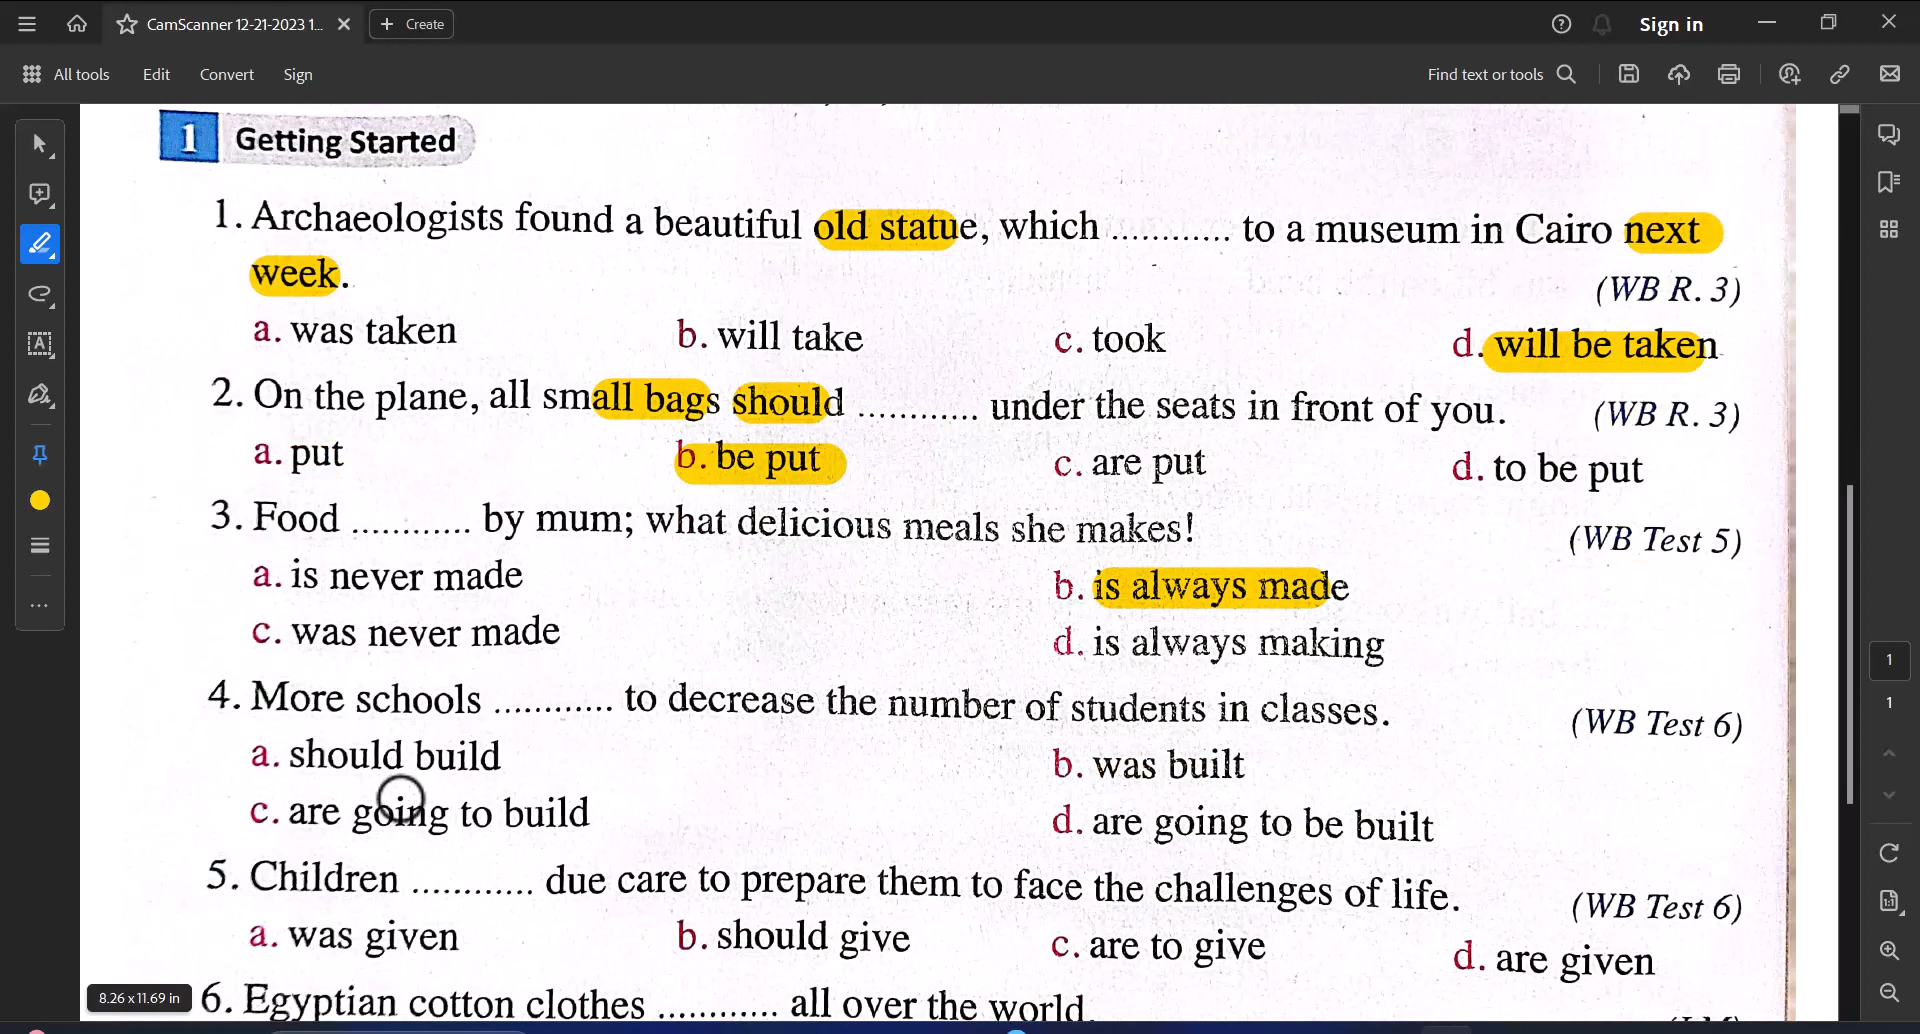 CamScanner 12-21-2023 1...
Create
Sign in
All tools
Edit
Convert
Sign
Find text or tools
1 Getting Started
1. Archaeologists found a beautiful old statue, which ............ to a museum in Cairo next
week.
(WB R. 3)
a. was taken b. will take c. took d. will be taken
2. On the plane, all small bags should ............ under the seats in front of you. (WB R. 3)
a. put b. be put c. are put d. to be put
3. Food ............ by mum; what delicious meals she makes! (WB Test 5)
a. is never made b. is always made
c. was never made d. is always making
4. More schools ............ to decrease the number of students in classes. (WB Test 6)
a. should build b. was built
c. are going to build d. are going to be built
5. Children ............ due care to prepare them to face the challenges of life. (WB Test 6)
a. was given b. should give c. are to give d. are given
6. Egyptian cotton clothes ............ all over the world.
8.26 x 11.69 in
1
1